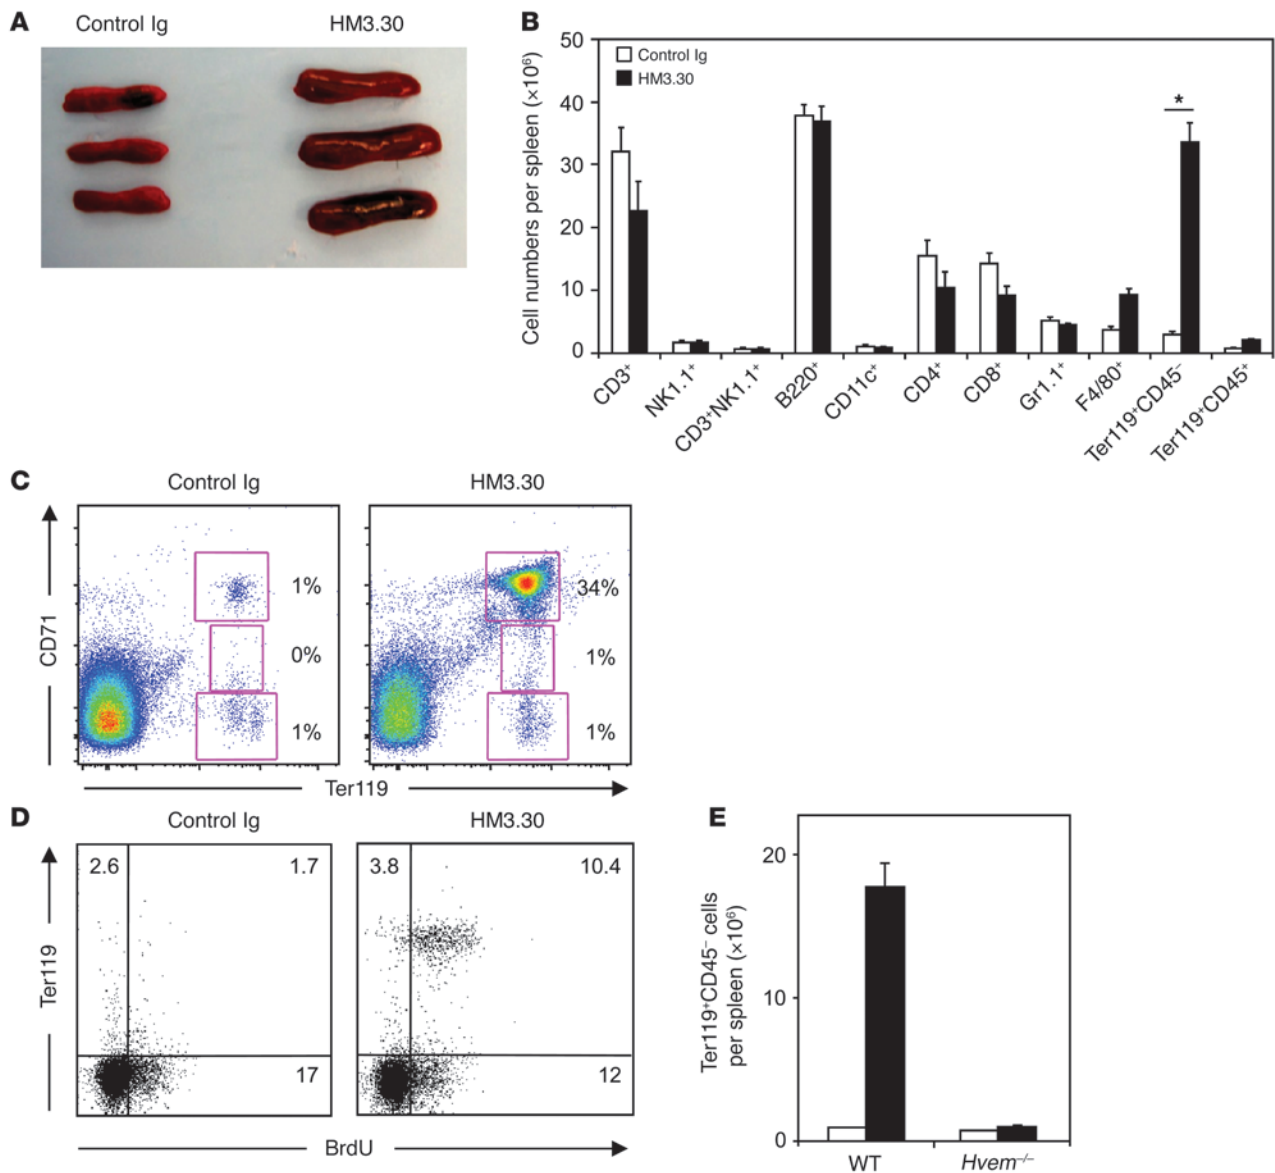 A
Control Ig
HM3.30
B
Cell numbers per spleen (×10⁶)
50
40
30
20
10
0
Control Ig
HM3.30
*
CD3⁺
NK1.1⁺
CD3⁺NK1.1⁺
B220⁺
CD11c⁺
CD4⁺
CD8⁺
Gr1.1⁺
F4/80⁺
Ter119⁺CD45⁻
Ter119⁺CD45⁺
C
Control Ig
HM3.30
CD71
1%
0%
1%
34%
1%
1%
Ter119
D
Control Ig
HM3.30
Ter119
2.6
1.7
17
3.8
10.4
12
BrdU
E
Ter119⁺CD45⁻ cells
per spleen (×10⁶)
20
10
0
WT
Hvem⁻/⁻